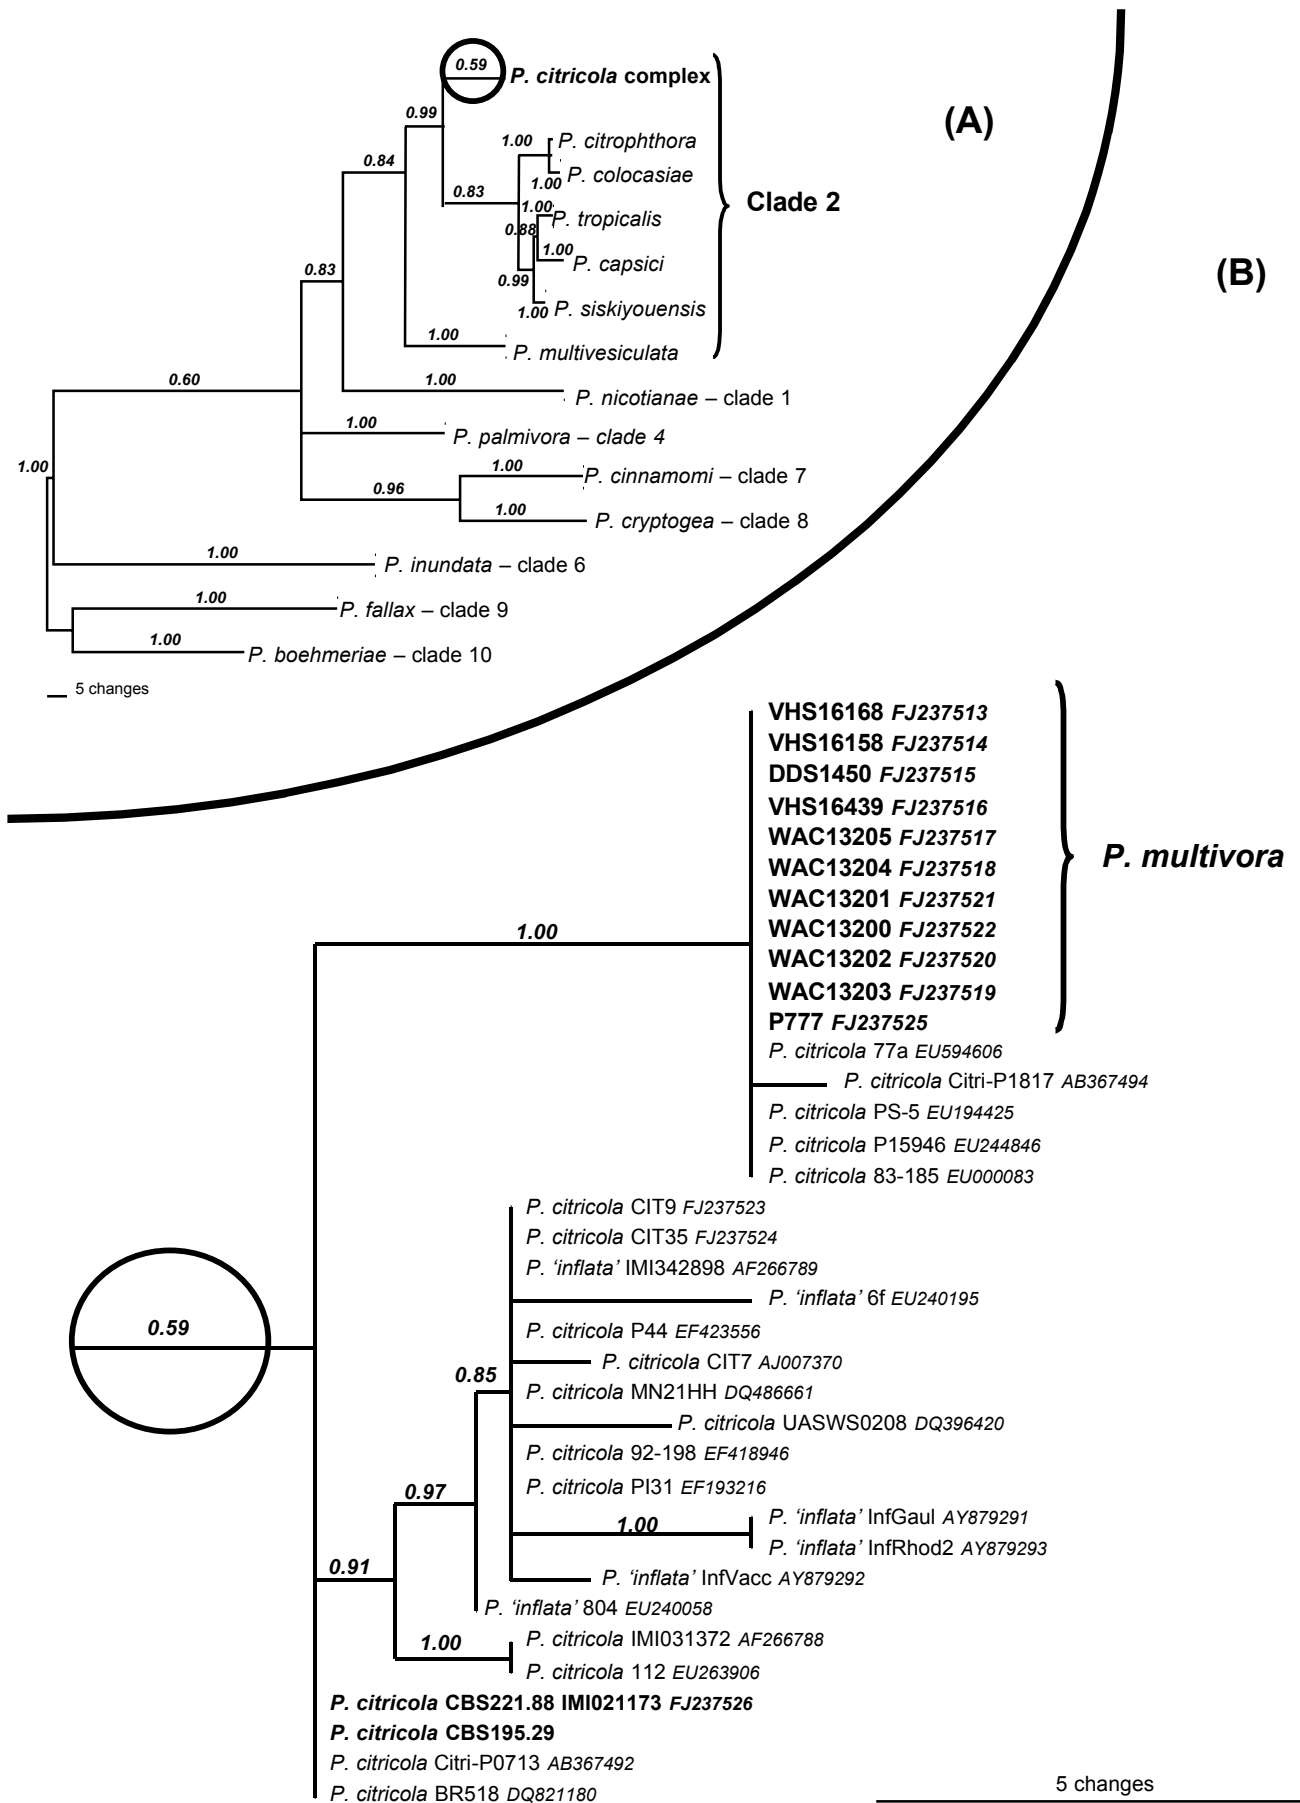 (A)
0.59
P. citricola complex
0.99
1.00
P. citrophthora
0.84
1.00
P. colocasiae
0.83
Clade 2
1.00
P. tropicalis
0.88
1.00
P. capsici
0.83
0.99
1.00
P. siskiyouensis
1.00
P. multivesiculata
0.60
1.00
P. nicotianae – clade 1
1.00
P. palmivora – clade 4
1.00
1.00
P. cinnamomi – clade 7
0.96
1.00
P. cryptogea – clade 8
1.00
P. inundata – clade 6
1.00
P. fallax – clade 9
1.00
P. boehmeriae – clade 10
5 changes
(B)
VHS16168 FJ237513
VHS16158 FJ237514
DDS1450 FJ237515
VHS16439 FJ237516
WAC13205 FJ237517
WAC13204 FJ237518
WAC13201 FJ237521
WAC13200 FJ237522
WAC13202 FJ237520
WAC13203 FJ237519
P777 FJ237525
P. multivora
1.00
P. citricola 77a EU594606
P. citricola Citri-P1817 AB367494
P. citricola PS-5 EU194425
P. citricola P15946 EU244846
P. citricola 83-185 EU000083
P. citricola CIT9 FJ237523
P. citricola CIT35 FJ237524
P. ‘inflata’ IMI342898 AF266789
P. ‘inflata’ 6f EU240195
0.59
P. citricola P44 EF423556
P. citricola CIT7 AJ007370
0.85
P. citricola MN21HH DQ486661
P. citricola UASWS0208 DQ396420
P. citricola 92-198 EF418946
P. citricola PI31 EF193216
0.97
P. ‘inflata’ InfGaul AY879291
1.00
P. ‘inflata’ InfRhod2 AY879293
0.91
P. ‘inflata’ InfVacc AY879292
P. ‘inflata’ 804 EU240058
1.00
P. citricola IMI031372 AF266788
P. citricola 112 EU263906
P. citricola CBS221.88 IMI021173 FJ237526
P. citricola CBS195.29
P. citricola Citri-P0713 AB367492
P. citricola BR518 DQ821180
5 changes